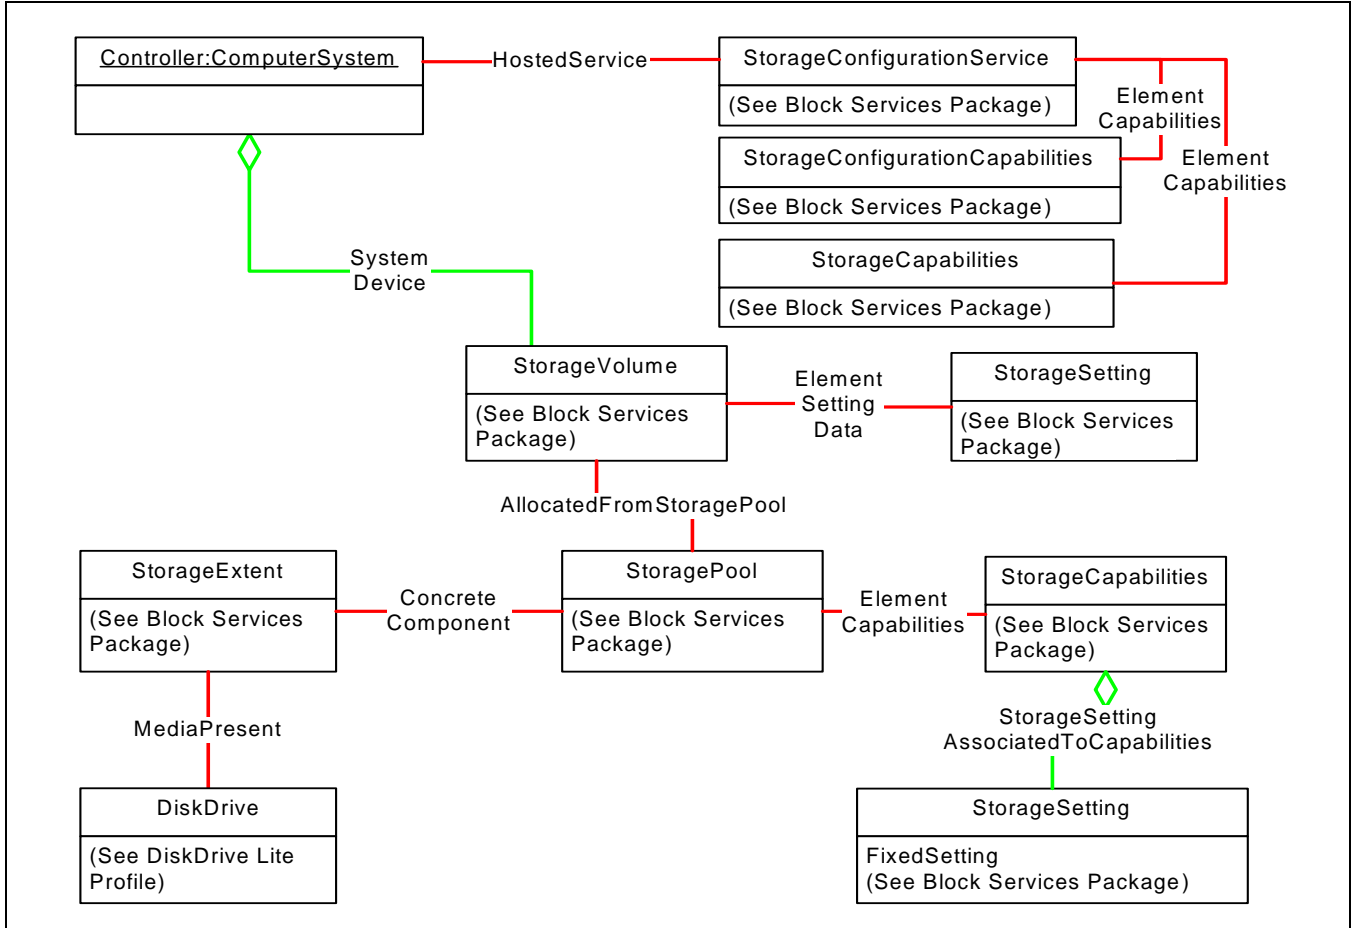 Controller:ComputerSystem
HostedService
StorageConfigurationService
(See Block Services Package)
Element
Capabilities
StorageConfigurationCapabilities
(See Block Services Package)
Element
Capabilities
StorageCapabilities
(See Block Services Package)
System
Device
StorageVolume
(See Block Services
Package)
Element
Setting
Data
StorageSetting
(See Block Services
Package)
AllocatedFromStoragePool
StorageExtent
(See Block Services
Package)
Concrete
Component
StoragePool
(See Block Services
Package)
Element
Capabilities
StorageCapabilities
(See Block Services
Package)
MediaPresent
StorageSetting
AssociatedToCapabilities
DiskDrive
(See DiskDrive Lite
Profile)
StorageSetting
FixedSetting
(See Block Services Package)